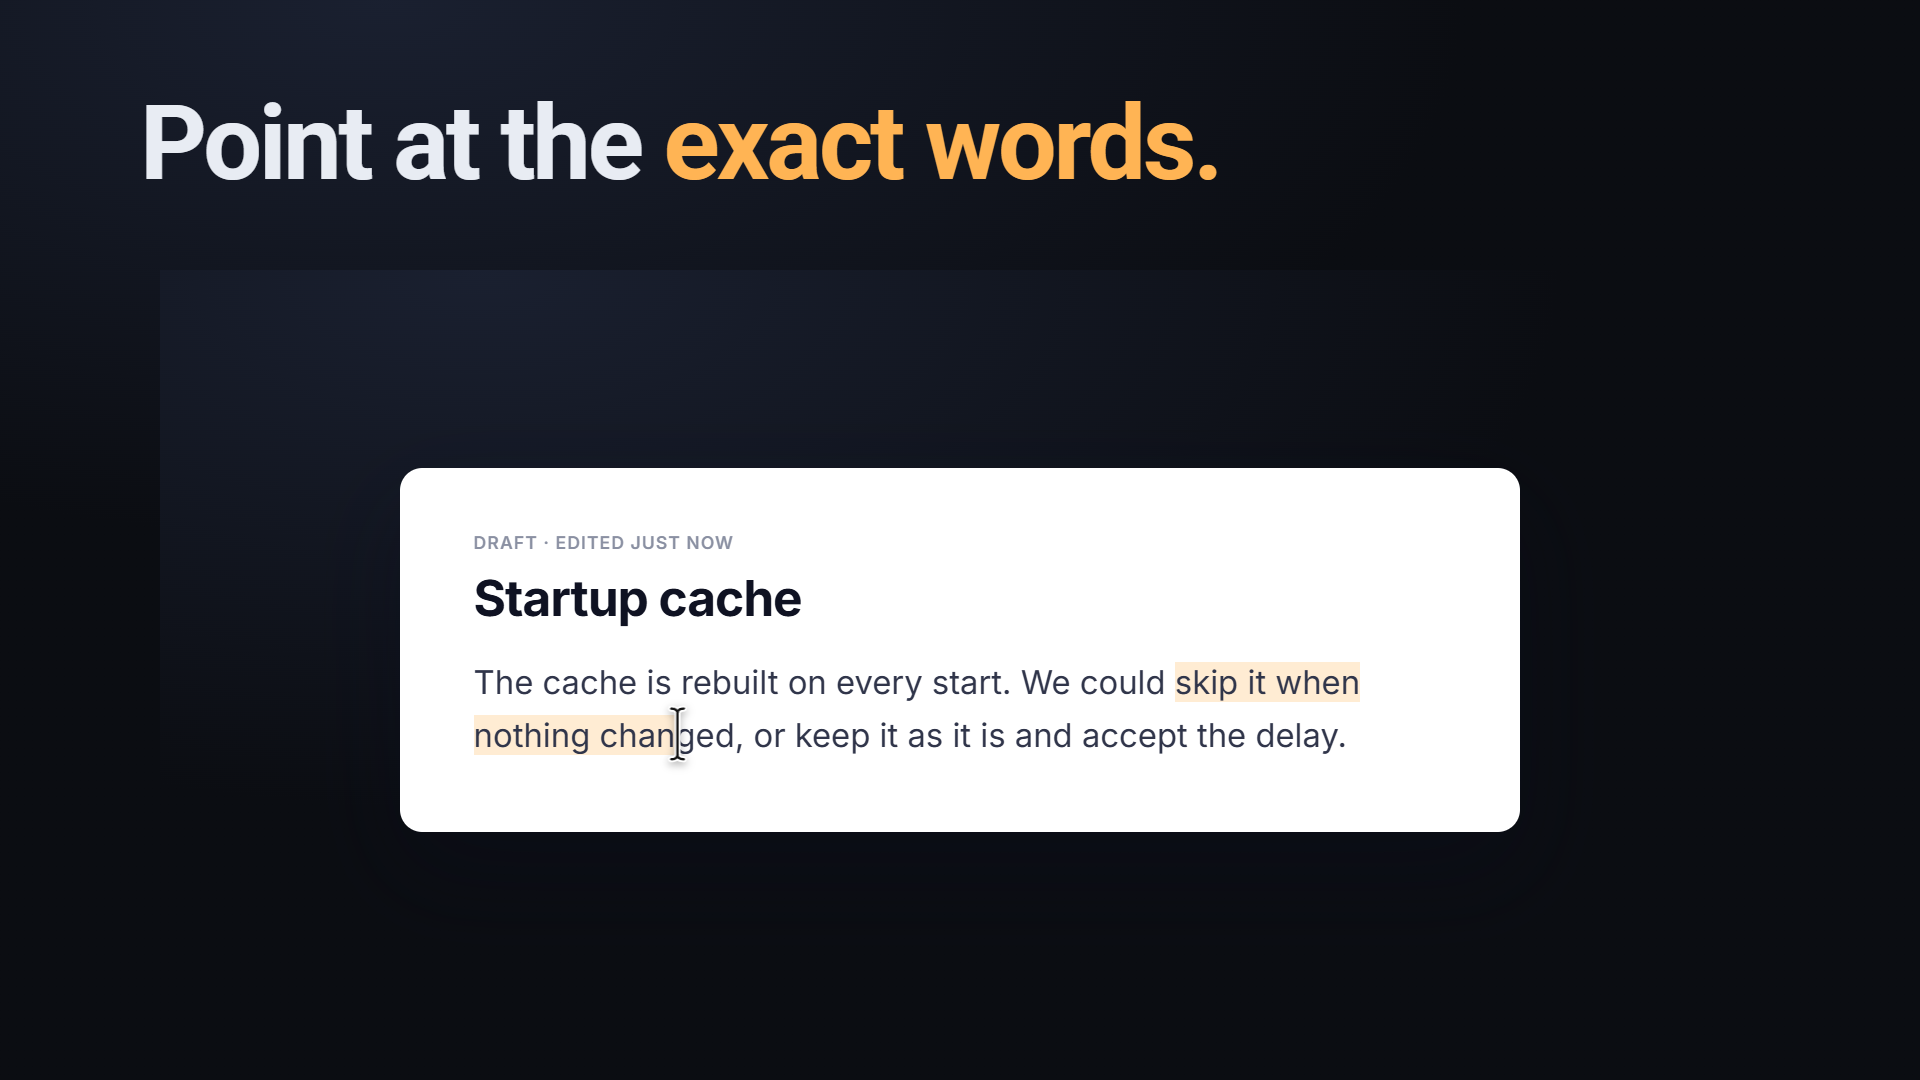 Point at the exact words.
DRAFT · EDITED JUST NOW
Startup cache
The cache is rebuilt on every start. We could skip it when
nothing changed, or keep it as it is and accept the delay.